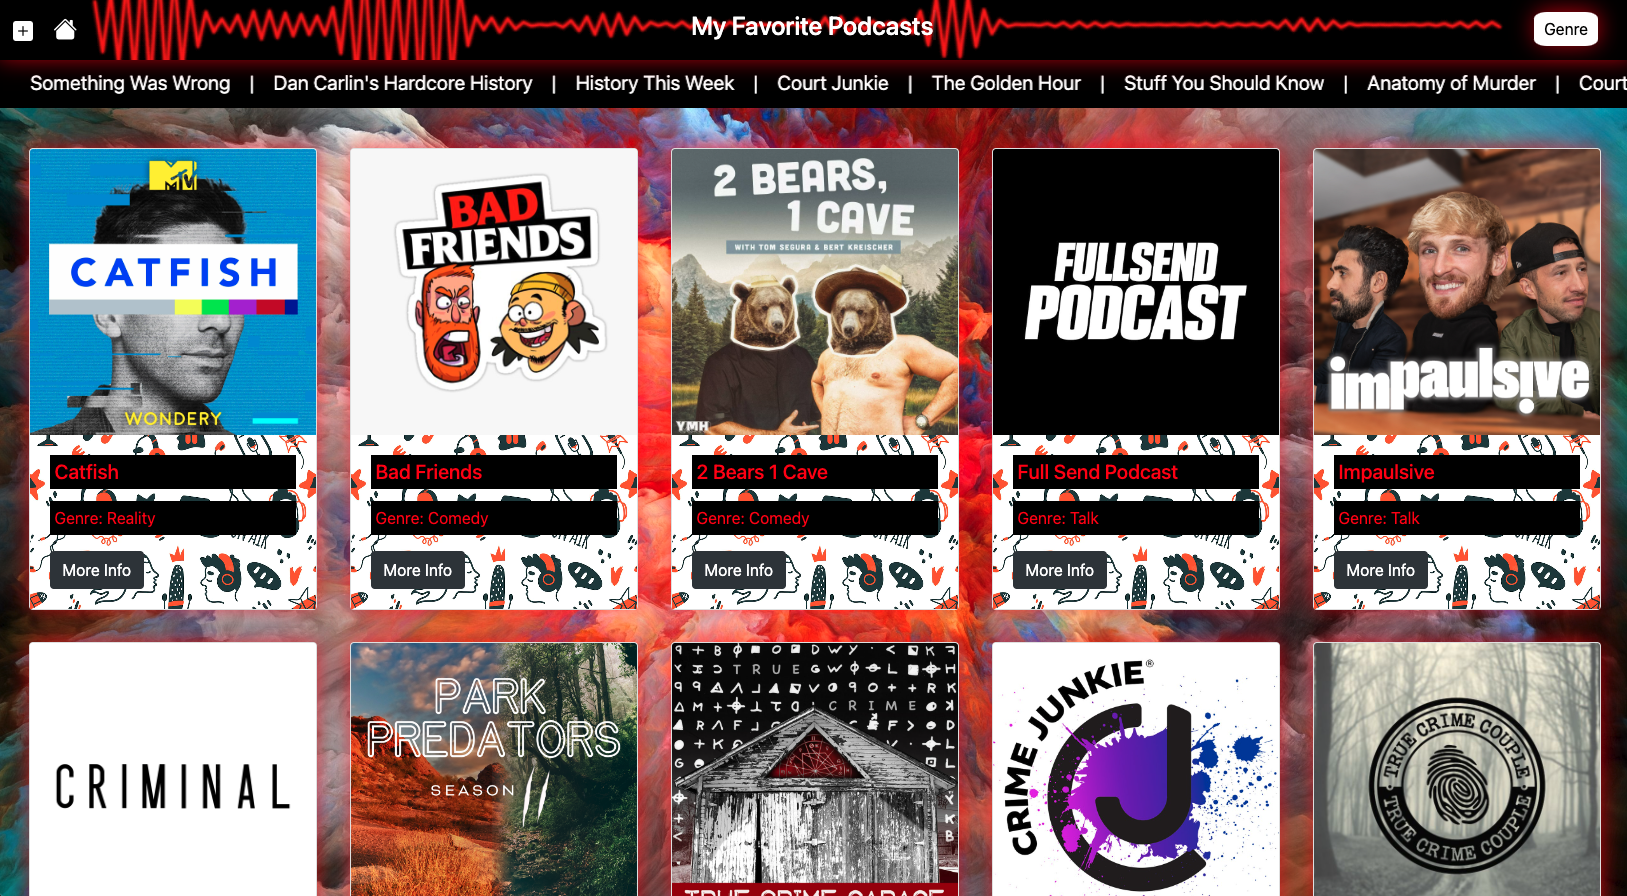 My Favorite Podcasts
Genre
Something Was Wrong | Dan Carlin's Hardcore History | History This Week | Court Junkie | The Golden Hour | Stuff You Should Know | Anatomy of Murder | Court
MTV
CATFISH
WONDERY
BAD
FRIENDS
2 BEARS,
1 CAVE
WITH TOM SEGURA & BERT KREISCHER
YMH
FULLSEND
PODCAST
impaulsive
Catfish
Genre: Reality
More Info
Bad Friends
Genre: Comedy
More Info
2 Bears 1 Cave
Genre: Comedy
More Info
Full Send Podcast
Genre: Talk
More Info
Impaulsive
Genre: Talk
More Info
CRIMINAL
PARK
PREDATORS
SEASON II
TRUE
CRIME
TRUE CRIME GARAGE
CRIME JUNKIE®
TRUE CRIME COUPLE
TRUE CRIME COUPLE